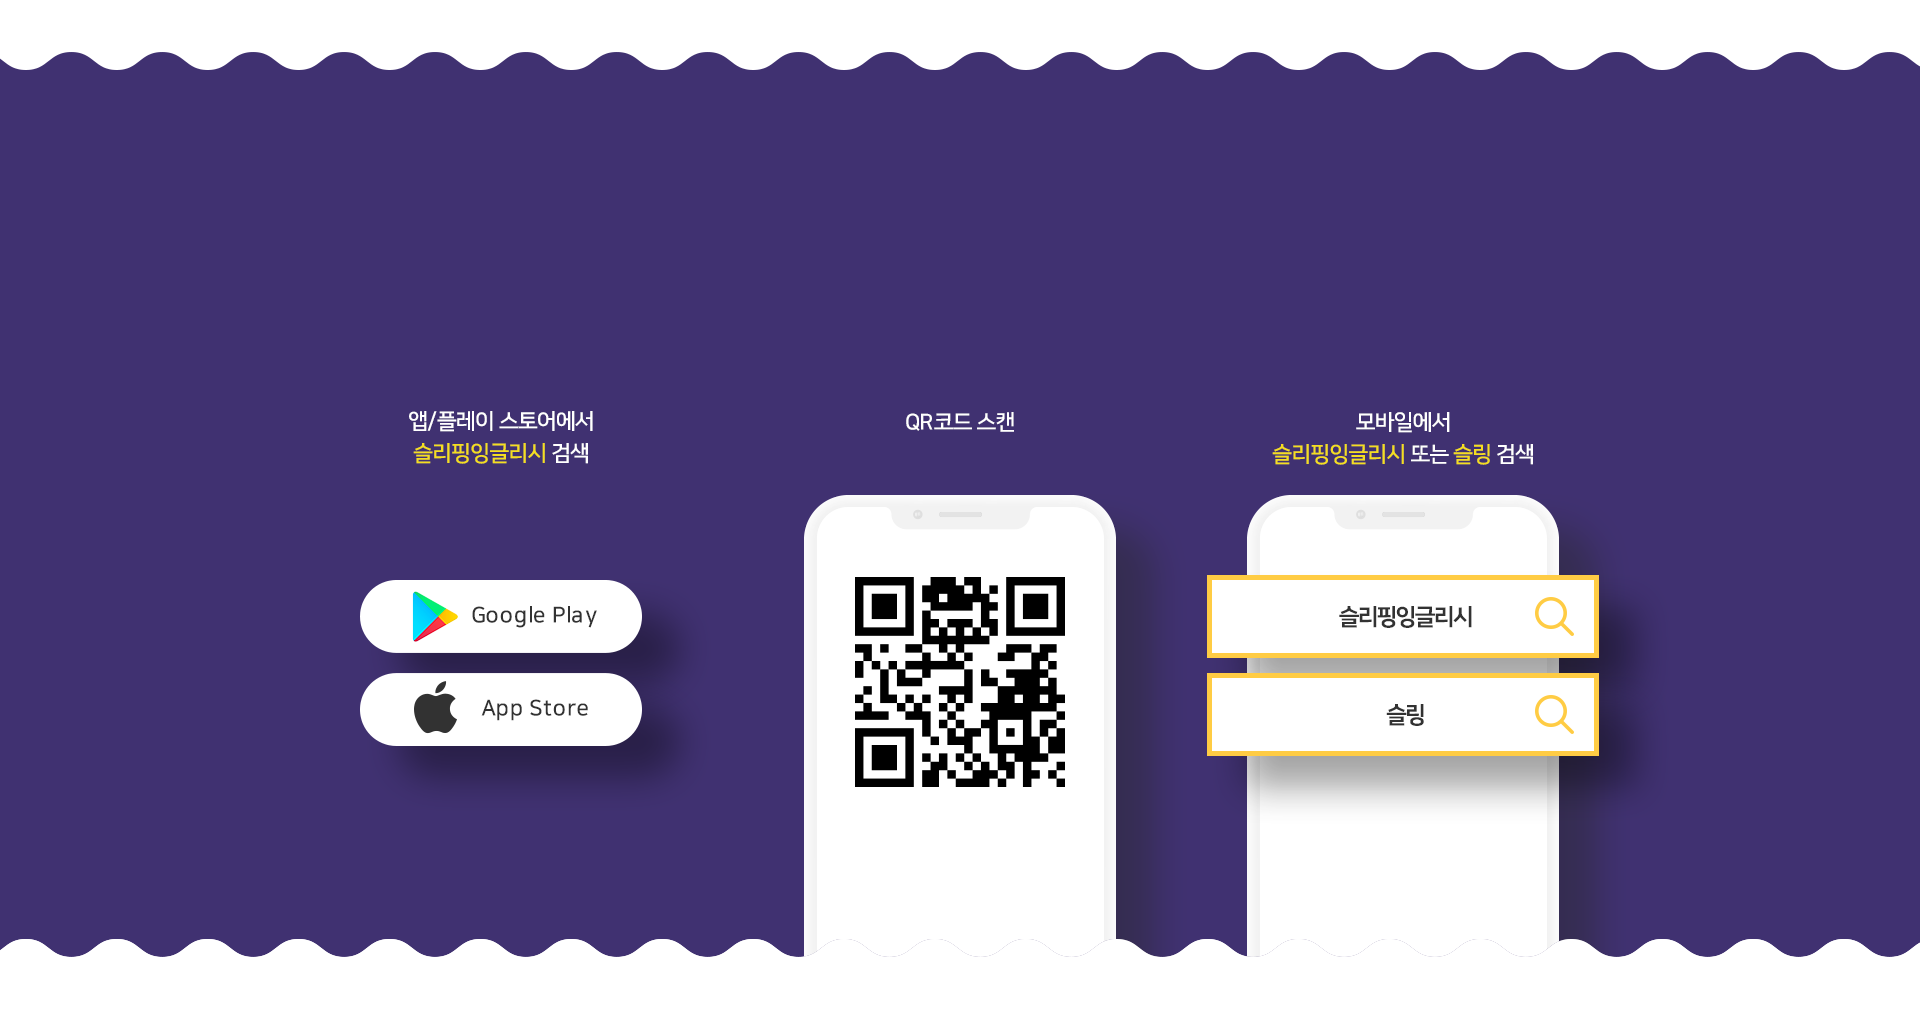 앱/플레이 스토어에서
슬리핑잉글리시 검색
Google Play
App Store
QR코드 스캔
모바일에서
슬리핑잉글리시 또는 슬링 검색
슬리핑잉글리시
슬링